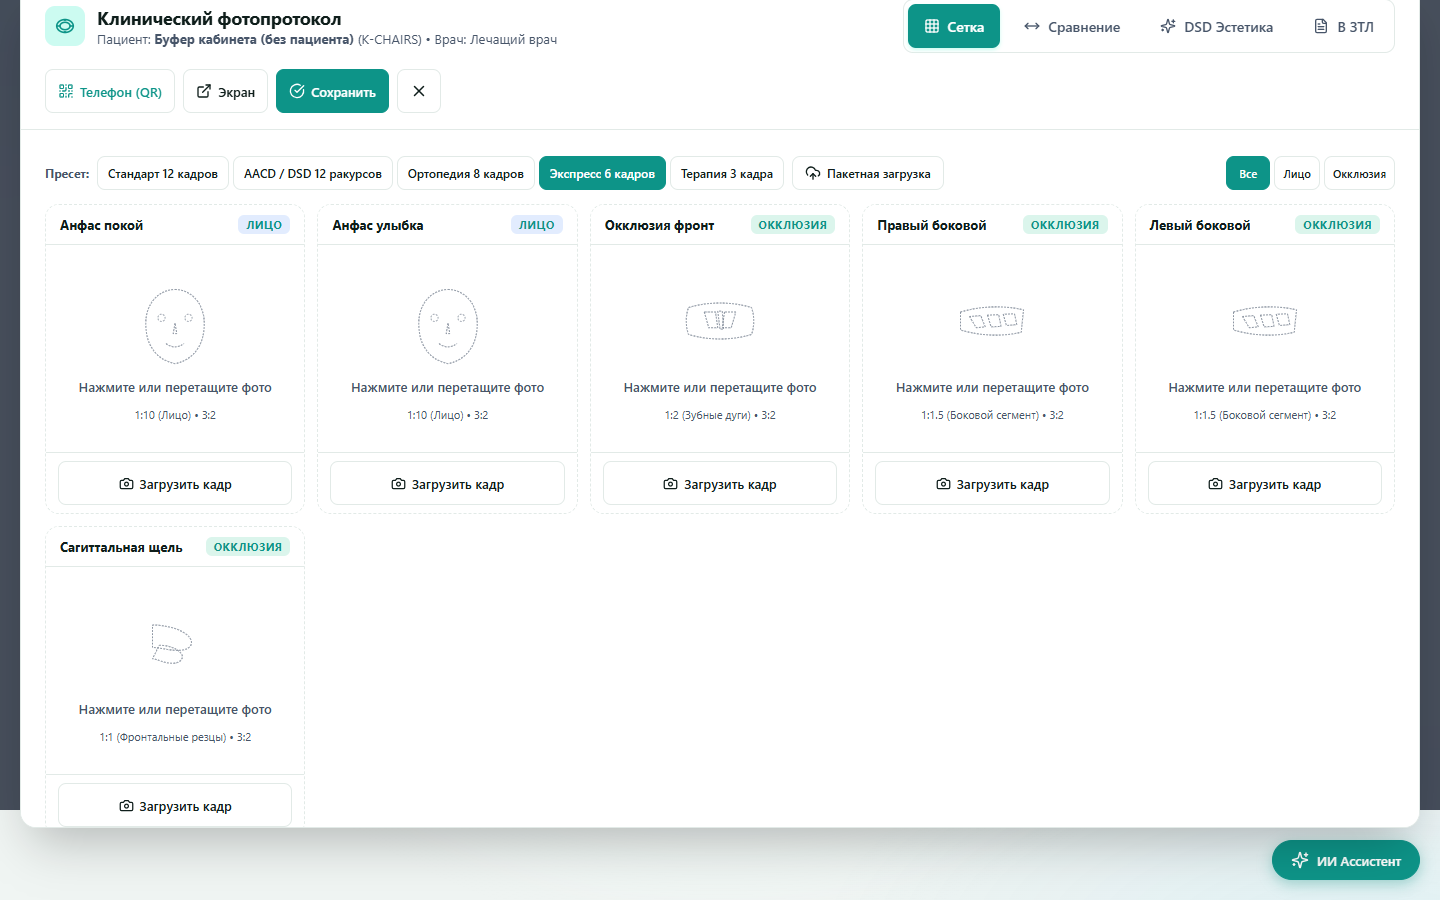 Клинический фотопротокол
Пациент: Буфер кабинета (без пациента) (K-CHAIRS) • Врач: Лечащий врач
Сетка
Сравнение
DSD Эстетика
В ЗТЛ
Телефон (QR)
Экран
Сохранить
Пресет:
Стандарт 12 кадров
AACD / DSD 12 ракурсов
Ортопедия 8 кадров
Экспресс 6 кадров
Терапия 3 кадра
Пакетная загрузка
Все
Лицо
Окклюзия
Анфас покой
ЛИЦО
Нажмите или перетащите фото
1:10 (Лицо) • 3:2
Загрузить кадр
Анфас улыбка
ЛИЦО
Нажмите или перетащите фото
1:10 (Лицо) • 3:2
Загрузить кадр
Окклюзия фронт
ОККЛЮЗИЯ
Нажмите или перетащите фото
1:2 (Зубные дуги) • 3:2
Загрузить кадр
Правый боковой
ОККЛЮЗИЯ
Нажмите или перетащите фото
1:1.5 (Боковой сегмент) • 3:2
Загрузить кадр
Левый боковой
ОККЛЮЗИЯ
Нажмите или перетащите фото
1:1.5 (Боковой сегмент) • 3:2
Загрузить кадр
Сагиттальная щель
ОККЛЮЗИЯ
Нажмите или перетащите фото
1:1 (Фронтальные резцы) • 3:2
Загрузить кадр
ИИ Ассистент